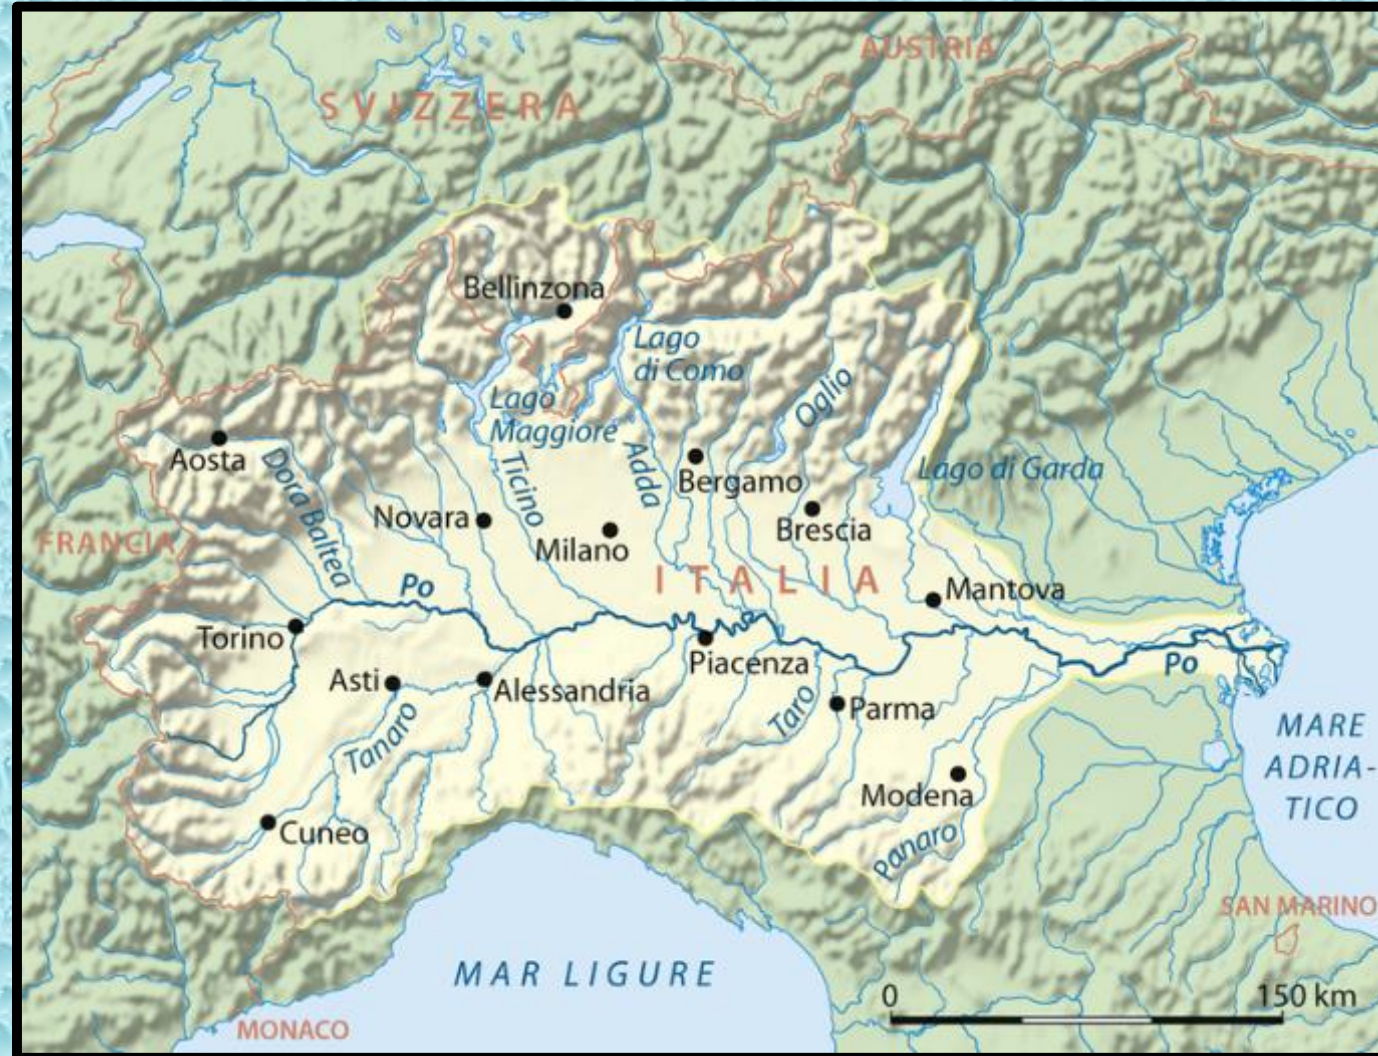 AUSTRIA
SVIZZERA
Bellinzona
Lago
di Como
Oglio
Lago
Maggiore
Aosta
Dora Baltea
Ticino
Adda
Bergamo
Lago di Garda
Novara
Milano
Brescia
FRANCIA
Po
ITALIA
Mantova
Torino
Piacenza
Po
Asti
Alessandria
Tanaro
Taro
Parma
MARE
ADRIA-
TICO
Modena
Cuneo
Panaro
SAN MARINO
MAR LIGURE
0 150 km
MONACO